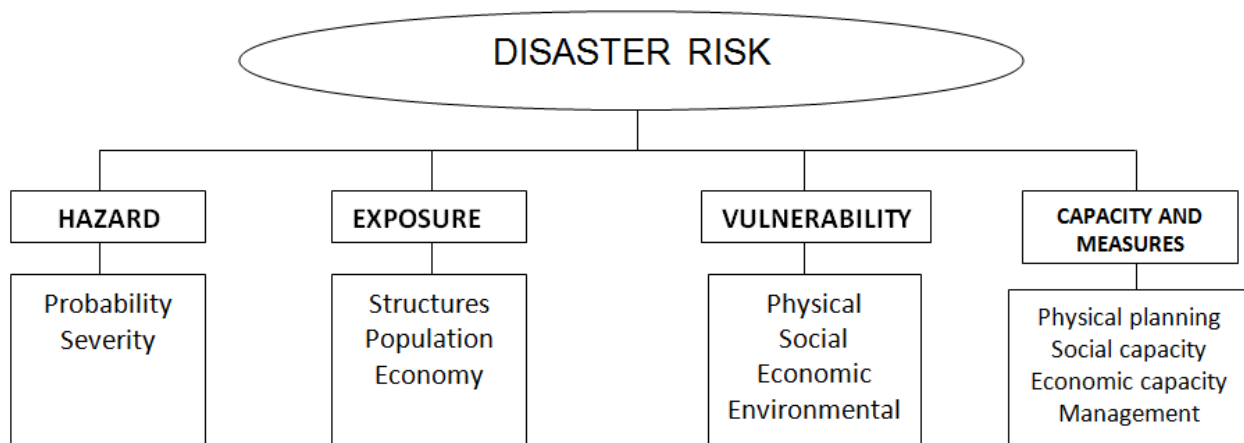 DISASTER RISK
HAZARD
Probability
Severity
EXPOSURE
Structures
Population
Economy
VULNERABILITY
Physical
Social
Economic
Environmental
CAPACITY AND
MEASURES
Physical planning
Social capacity
Economic capacity
Management